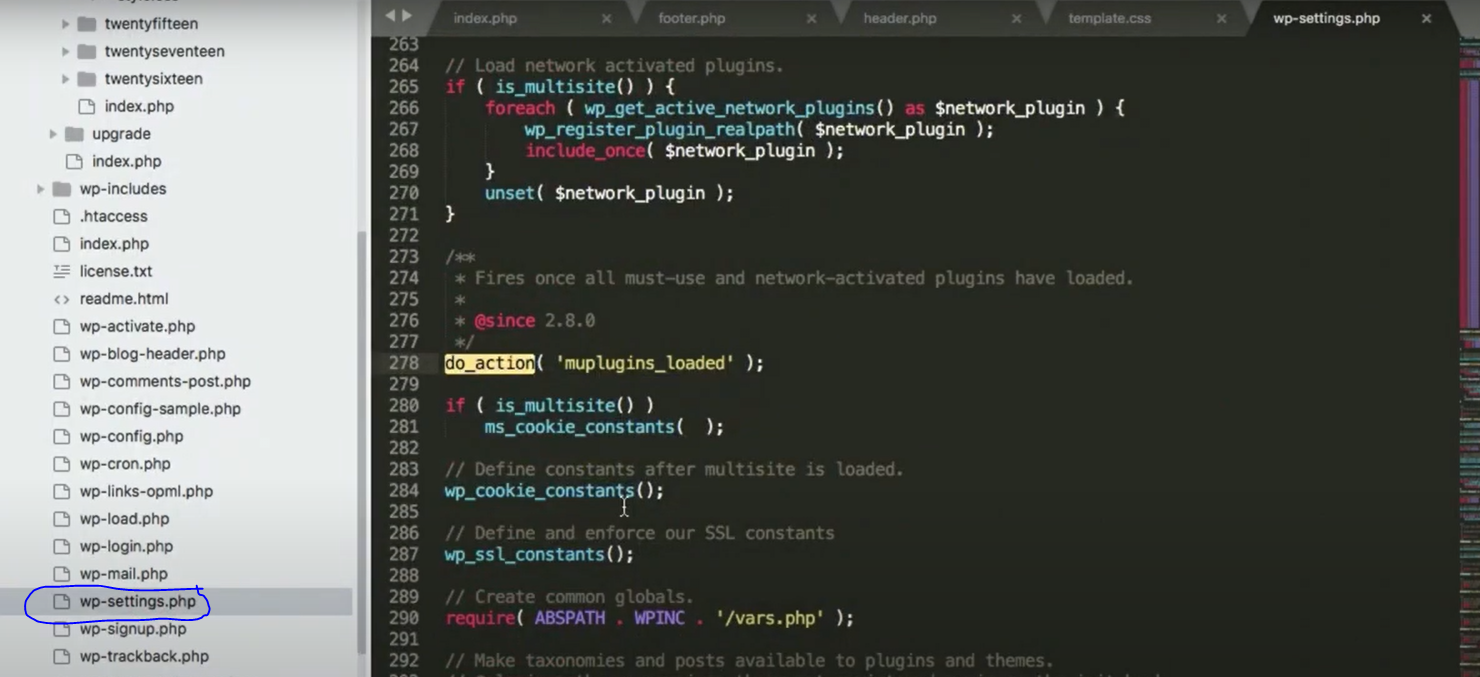 twentyfifteen
twentyseventeen
twentysixteen
index.php
upgrade
index.php
wp-includes
.htaccess
index.php
license.txt
readme.html
wp-activate.php
wp-blog-header.php
wp-comments-post.php
wp-config-sample.php
wp-config.php
wp-cron.php
wp-links-opml.php
wp-load.php
wp-login.php
wp-mail.php
wp-settings.php
wp-signup.php
wp-trackback.php
index.php × footer.php × header.php × template.css × wp-settings.php ×
263
264 // Load network activated plugins.
265 if ( is_multisite() ) {
266 foreach ( wp_get_active_network_plugins() as $network_plugin ) {
267 wp_register_plugin_realpath( $network_plugin );
268 include_once( $network_plugin );
269 }
270 unset( $network_plugin );
271 }
272
273 /**
274 * Fires once all must-use and network-activated plugins have loaded.
275 *
276 * @since 2.8.0
277 */
278 do_action( 'muplugins_loaded' );
279
280 if ( is_multisite() )
281 ms_cookie_constants(  );
282
283 // Define constants after multisite is loaded.
284 wp_cookie_constants();
285
286 // Define and enforce our SSL constants
287 wp_ssl_constants();
288
289 // Create common globals.
290 require( ABSPATH . WPINC . '/vars.php' );
291
292 // Make taxonomies and posts available to plugins and themes.